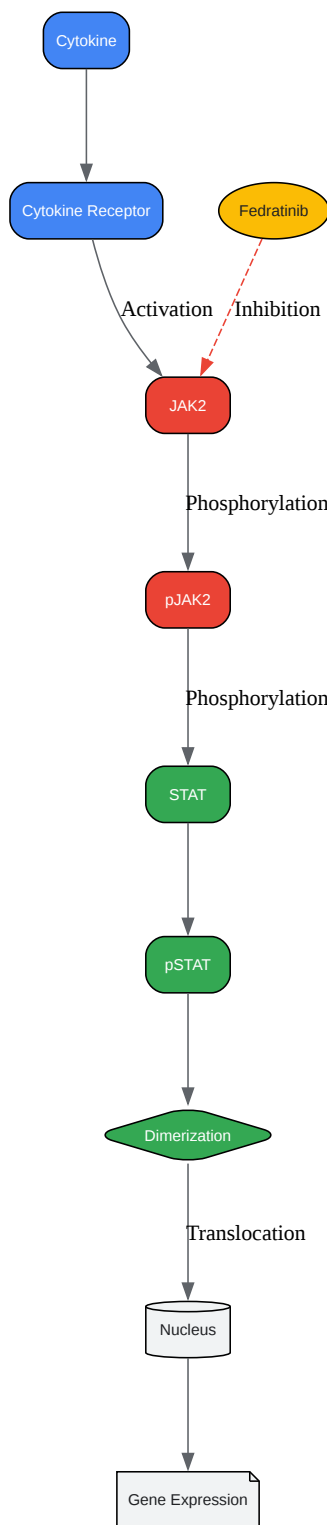 Cytokine
Cytokine Receptor
Fedratinib
Activation
Inhibition
JAK2
Phosphorylation
pJAK2
Phosphorylation
STAT
pSTAT
Dimerization
Translocation
Nucleus
Gene Expression